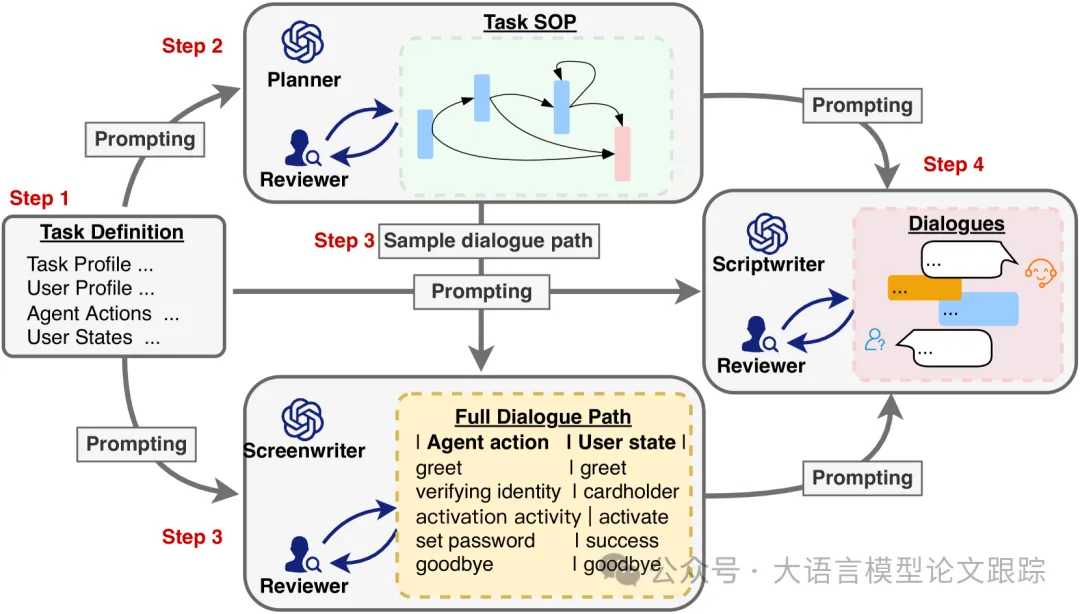 Step 1
Task Definition
Task Profile ...
User Profile ...
Agent Actions ...
User States ...
Prompting
Step 2
Planner
Reviewer
Task SOP
Step 3
Sample dialogue path
Prompting
Prompting
Step 3
Screenwriter
Reviewer
Full Dialogue Path
| Agent action | User state |
greet | greet
verifying identity | cardholder
activation activity | activate
set password | success
goodbye | goodbye
Prompting
Prompting
Step 4
Scriptwriter
Reviewer
Dialogues
...
...
...
...
公众号 · 大语言模型论文跟踪